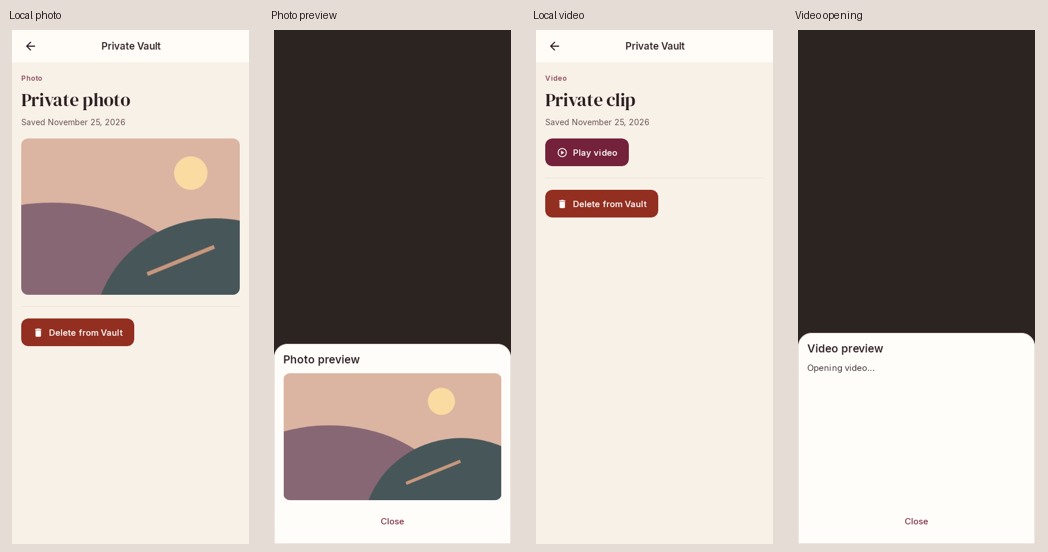 Local photo
Private Vault
Photo
Private photo
Saved November 25, 2026
Delete from Vault
Photo preview
Photo preview
Close
Local video
Private Vault
Video
Private clip
Saved November 25, 2026
Play video
Delete from Vault
Video opening
Video preview
Opening video...
Close